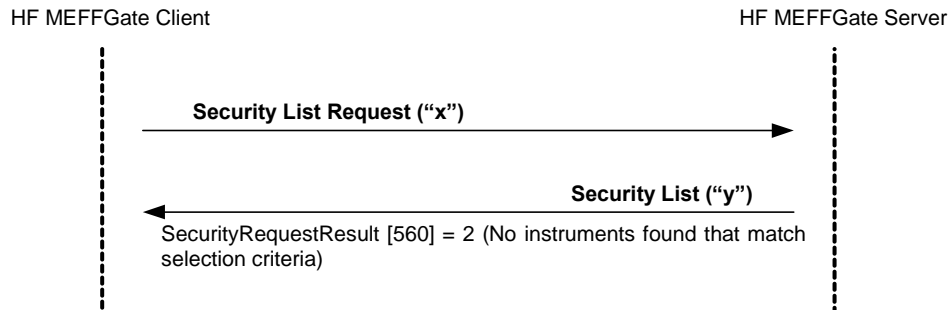 HF MEFFGate Client
HF MEFFGate Server
Security List Request (“x”)
Security List (“y”)
SecurityRequestResult [560] = 2 (No instruments found that match
selection criteria)